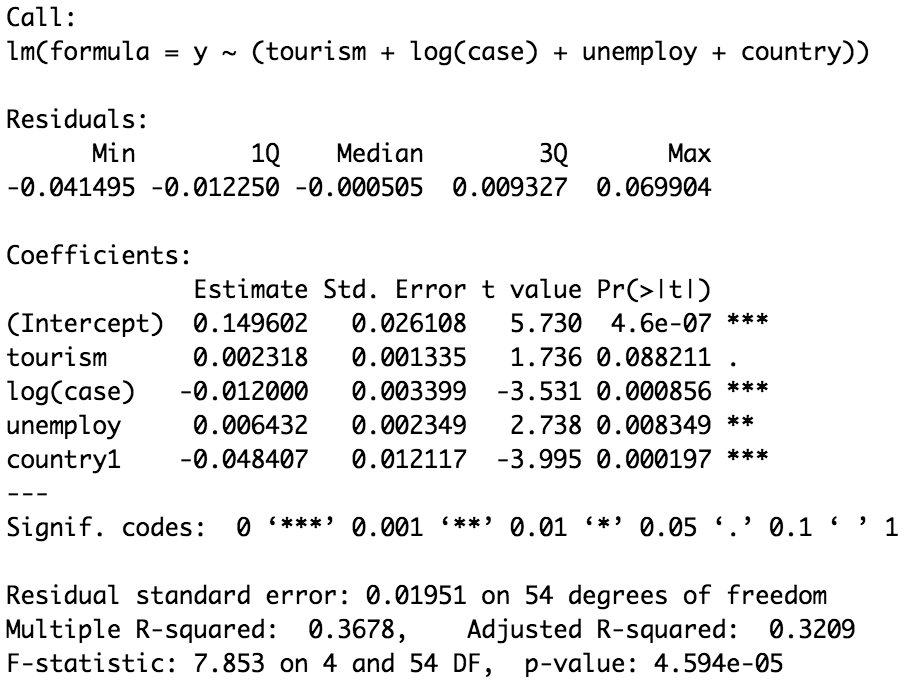 Call:
lm(formula = y ~ (tourism + log(case) + unemploy + country))
Residuals:
Min 1Q Median 3Q Max
-0.041495 -0.012250 -0.000505 0.009327 0.069904
Coefficients:
Estimate Std. Error t value Pr(>|t|)
(Intercept) 0.149602 0.026108 5.730 4.6e-07 ***
tourism 0.002318 0.001335 1.736 0.088211 .
log(case) -0.012000 0.003399 -3.531 0.000856 ***
unemploy 0.006432 0.002349 2.738 0.008349 **
country1 -0.048407 0.012117 -3.995 0.000197 ***
---
Signif. codes: 0 ‘***’ 0.001 ‘**’ 0.01 ‘*’ 0.05 ‘.’ 0.1 ‘ ’ 1
Residual standard error: 0.01951 on 54 degrees of freedom
Multiple R-squared: 0.3678, Adjusted R-squared: 0.3209
F-statistic: 7.853 on 4 and 54 DF, p-value: 4.594e-05